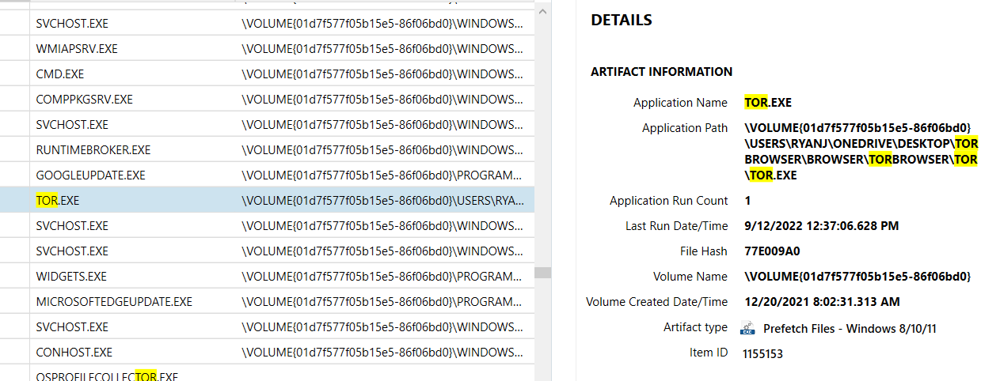 SVCHOST.EXE \VOLUME{01d7f577f05b15e5-86f06bd0}\WINDOWS...
WMIAPSRV.EXE \VOLUME{01d7f577f05b15e5-86f06bd0}\WINDOWS...
CMD.EXE \VOLUME{01d7f577f05b15e5-86f06bd0}\WINDOWS...
COMPPKGSRV.EXE \VOLUME{01d7f577f05b15e5-86f06bd0}\WINDOWS...
SVCHOST.EXE \VOLUME{01d7f577f05b15e5-86f06bd0}\WINDOWS...
RUNTIMEBROKER.EXE \VOLUME{01d7f577f05b15e5-86f06bd0}\WINDOWS...
GOOGLEUPDATE.EXE \VOLUME{01d7f577f05b15e5-86f06bd0}\PROGRAM...
TOR.EXE \VOLUME{01d7f577f05b15e5-86f06bd0}\USERS\RYA...
SVCHOST.EXE \VOLUME{01d7f577f05b15e5-86f06bd0}\WINDOWS...
SVCHOST.EXE \VOLUME{01d7f577f05b15e5-86f06bd0}\WINDOWS...
WIDGETS.EXE \VOLUME{01d7f577f05b15e5-86f06bd0}\PROGRAM...
MICROSOFTEDGEUPDATE.EXE \VOLUME{01d7f577f05b15e5-86f06bd0}\PROGRAM...
SVCHOST.EXE \VOLUME{01d7f577f05b15e5-86f06bd0}\WINDOWS...
CONHOST.EXE \VOLUME{01d7f577f05b15e5-86f06bd0}\WINDOWS...
OSPROFILECOLLECTOR.EXE
DETAILS
ARTIFACT INFORMATION
Application Name TOR.EXE
Application Path \VOLUME{01d7f577f05b15e5-86f06bd0}
\USERS\RYANJ\ONEDRIVE\DESKTOP\TOR
BROWSER\BROWSER\TORBROWSER\TOR
\TOR.EXE
Application Run Count 1
Last Run Date/Time 9/12/2022 12:37:06.628 PM
File Hash 77E009A0
Volume Name \VOLUME{01d7f577f05b15e5-86f06bd0}
Volume Created Date/Time 12/20/2021 8:02:31.313 AM
Artifact type EXE Prefetch Files - Windows 8/10/11
Item ID 1155153